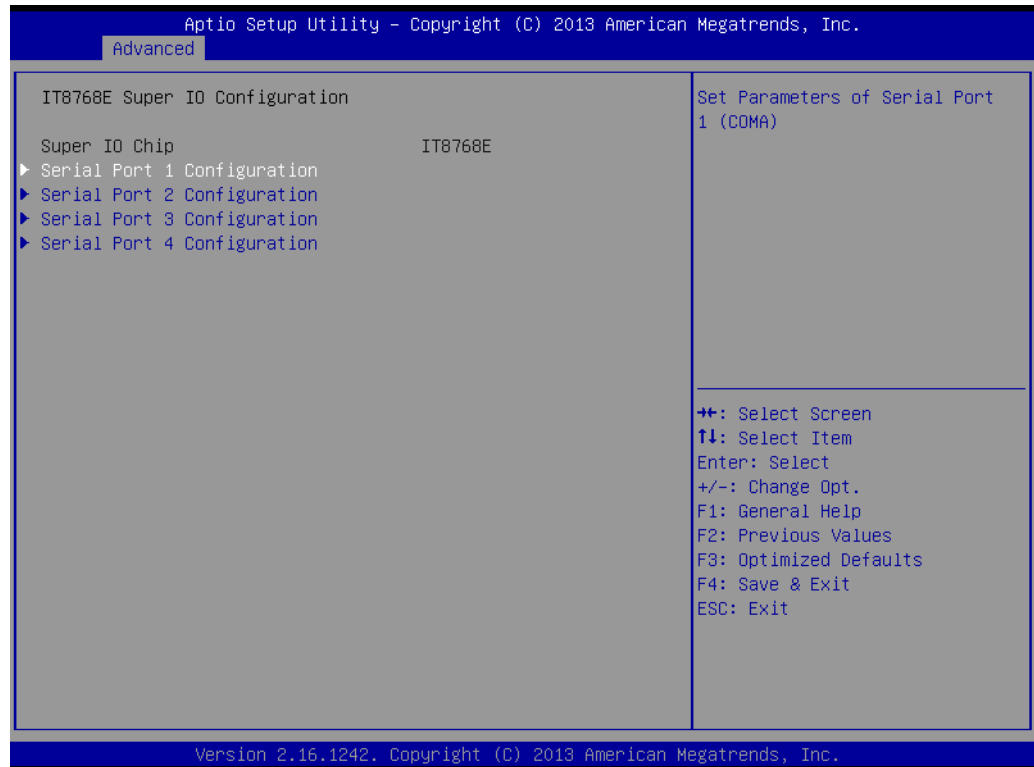 Aptio Setup Utility – Copyright (C) 2013 American Megatrends, Inc.
Advanced
IT8768E Super IO Configuration
Super IO Chip IT8768E
▶ Serial Port 1 Configuration
▶ Serial Port 2 Configuration
▶ Serial Port 3 Configuration
▶ Serial Port 4 Configuration
Set Parameters of Serial Port
1 (COMA)
→←: Select Screen
↑↓: Select Item
Enter: Select
+/-: Change Opt.
F1: General Help
F2: Previous Values
F3: Optimized Defaults
F4: Save & Exit
ESC: Exit
Version 2.16.1242. Copyright (C) 2013 American Megatrends, Inc.